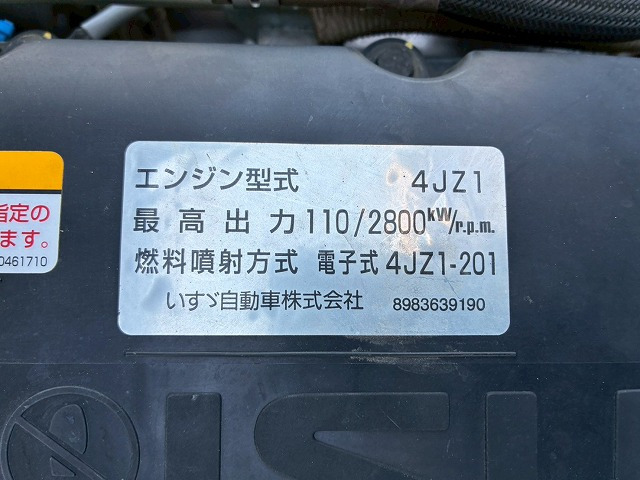 エンジン型式 4JZ1
最高出力 110/2800kW/r.p.m.
燃料噴射方式 電子式 4JZ1-201
いすゞ自動車株式会社 8983639190
指定の
ます。
0461710